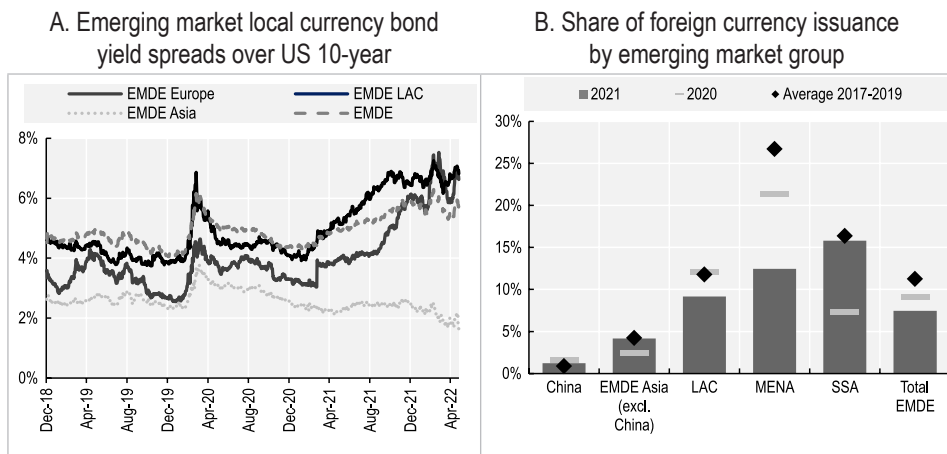 A. Emerging market local currency bond
yield spreads over US 10-year
EMDE Europe
EMDE LAC
EMDE Asia
EMDE
8%
6%
4%
2%
0%
Dec-18
Apr-19
Aug-19
Dec-19
Apr-20
Aug-20
Dec-20
Apr-21
Aug-21
Dec-21
Apr-22
B. Share of foreign currency issuance
by emerging market group
2021
2020
Average 2017-2019
30%
25%
20%
15%
10%
5%
0%
China
EMDE Asia
(excl.
China)
LAC
MENA
SSA
Total
EMDE